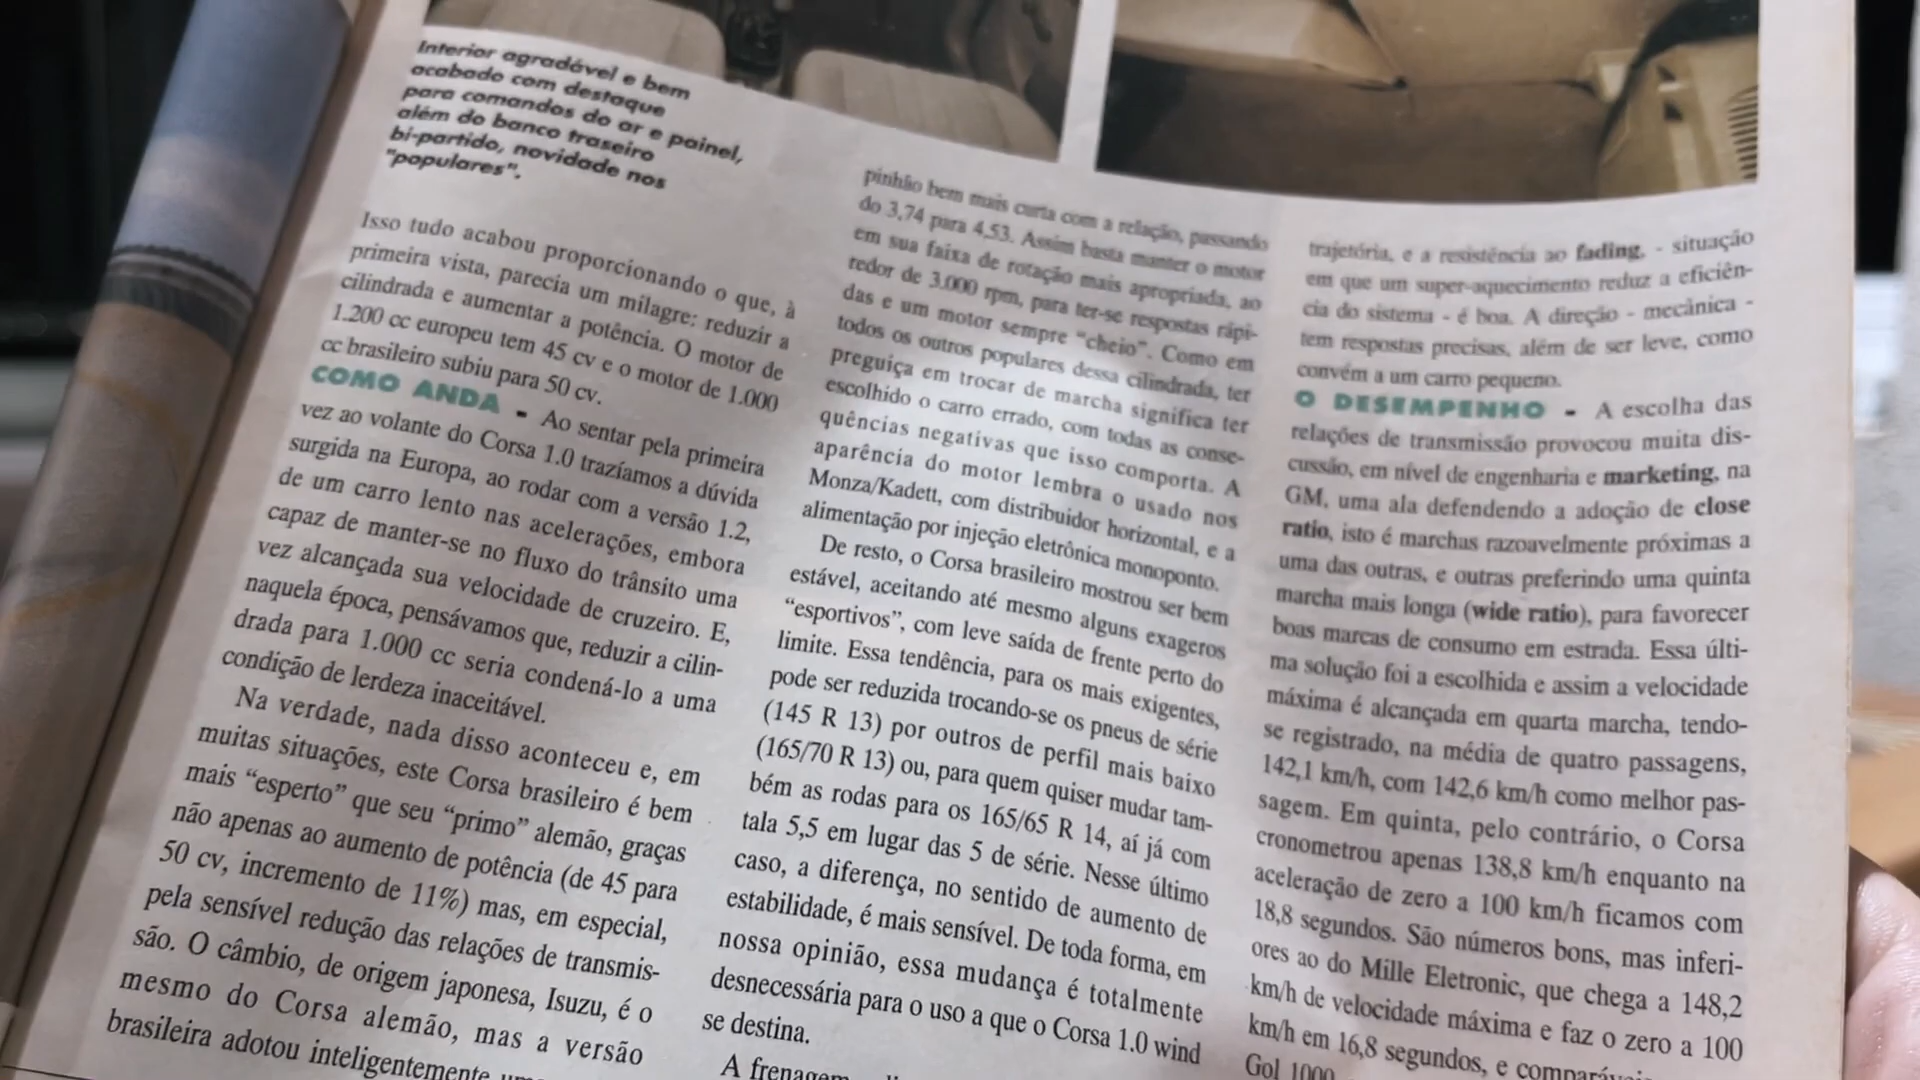 Interior agradável e bem
acabado com destaque
para comandos do ar e painel,
além do banco traseiro
bi-partido, novidade nos
"populares".
Isso tudo acabou proporcionando o que, à
primeira vista, parecia um milagre: reduzir a
cilindrada e aumentar a potência. O motor de
1.200 cc europeu tem 45 cv e o motor de 1.000
cc brasileiro subiu para 50 cv.
COMO ANDA - Ao sentar pela primeira
vez ao volante do Corsa 1.0 trazíamos a dúvida
surgida na Europa, ao rodar com a versão 1.2,
de um carro lento nas acelerações, embora
capaz de manter-se no fluxo do trânsito uma
vez alcançada sua velocidade de cruzeiro. E,
naquela época, pensávamos que, reduzir a cilin-
drada para 1.000 cc seria condená-lo a uma
condição de lerdeza inaceitável.
Na verdade, nada disso aconteceu e, em
muitas situações, este Corsa brasileiro é bem
mais “esperto” que seu “primo” alemão, graças
não apenas ao aumento de potência (de 45 para
50 cv, incremento de 11%) mas, em especial,
pela sensível redução das relações de transmis-
são. O câmbio, de origem japonesa, Isuzu, é o
mesmo do Corsa alemão, mas a versão
brasileira adotou inteligentemente
pinhão bem mais curta com a relação, passando
do 3,74 para 4,53. Assim basta manter o motor
em sua faixa de rotação mais apropriada, ao
redor de 3.000 rpm, para ter-se respostas rápi-
das e um motor sempre “cheio”. Como em
todos os outros populares dessa cilindrada, ter
preguiça em trocar de marcha significa ter
escolhido o carro errado, com todas as conse-
quências negativas que isso comporta. A
aparência do motor lembra o usado nos
Monza/Kadett, com distribuidor horizontal, e a
alimentação por injeção eletrônica monoponto.
De resto, o Corsa brasileiro mostrou ser bem
estável, aceitando até mesmo alguns exageros
“esportivos”, com leve saída de frente perto do
limite. Essa tendência, para os mais exigentes,
pode ser reduzida trocando-se os pneus de série
(145 R 13) por outros de perfil mais baixo
(165/70 R 13) ou, para quem quiser mudar tam-
bém as rodas para os 165/65 R 14, aí já com
tala 5,5 em lugar das 5 de série. Nesse último
caso, a diferença, no sentido de aumento de
estabilidade, é mais sensível. De toda forma, em
nossa opinião, essa mudança é totalmente
desnecessária para o uso a que o Corsa 1.0 wind
se destina.
A frenagem
trajetória, e a resistência ao fading, - situação
em que um super-aquecimento reduz a eficiên-
cia do sistema - é boa. A direção - mecânica -
tem respostas precisas, além de ser leve, como
convém a um carro pequeno.
O DESEMPENHO - A escolha das
relações de transmissão provocou muita dis-
cussão, em nível de engenharia e marketing, na
GM, uma ala defendendo a adoção de close
ratio, isto é marchas razoavelmente próximas a
uma das outras, e outras preferindo uma quinta
marcha mais longa (wide ratio), para favorecer
boas marcas de consumo em estrada. Essa últi-
ma solução foi a escolhida e assim a velocidade
máxima é alcançada em quarta marcha, tendo-
se registrado, na média de quatro passagens,
142,1 km/h, com 142,6 km/h como melhor pas-
sagem. Em quinta, pelo contrário, o Corsa
cronometrou apenas 138,8 km/h enquanto na
aceleração de zero a 100 km/h ficamos com
18,8 segundos. São números bons, mas inferi-
ores ao do Mille Eletronic, que chega a 148,2
km/h de velocidade máxima e faz o zero a 100
km/h em 16,8 segundos, e
Gol 1000